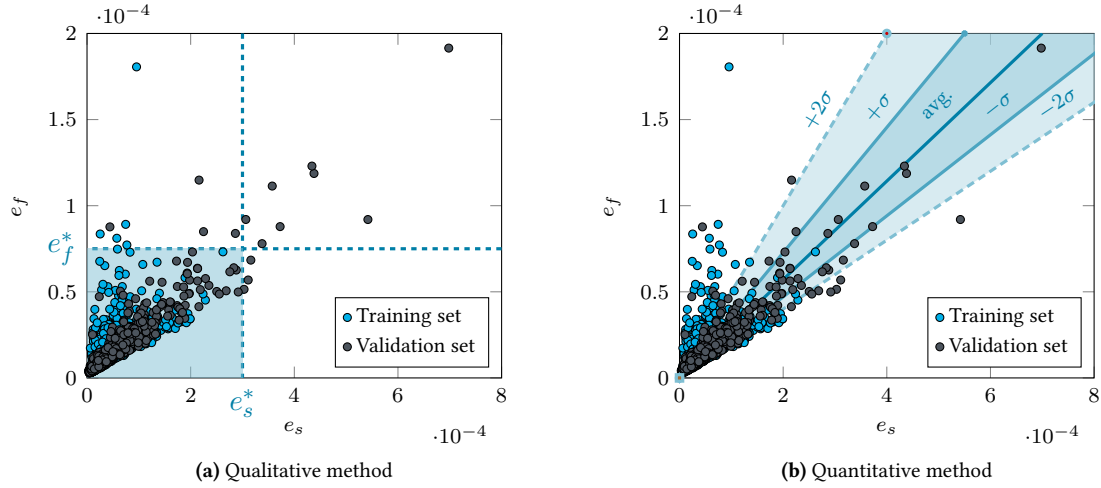 ·10⁻⁴
2
1.5
1
0.5
0
e_f
e*_f
0
2
4
6
8
e*_s
e_s
·10⁻⁴
Training set
Validation set
(a) Qualitative method
·10⁻⁴
2
1.5
1
0.5
0
e_f
+2σ
+σ
avg.
−σ
−2σ
0
2
4
6
8
e_s
·10⁻⁴
Training set
Validation set
(b) Quantitative method